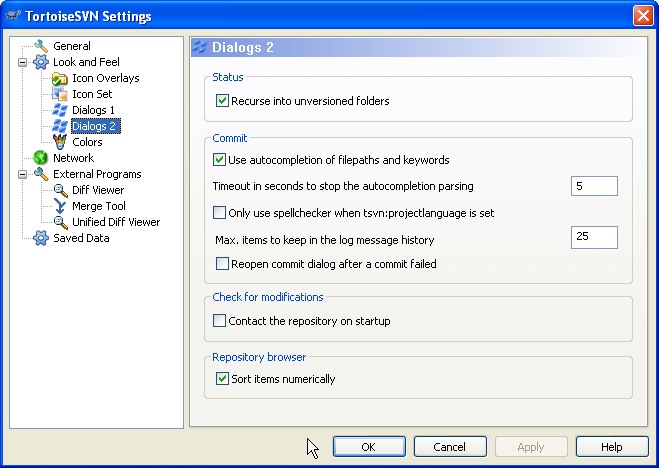 TortoiseSVN Settings
General
Look and Feel
Icon Overlays
Icon Set
Dialogs 1
Dialogs 2
Colors
Network
External Programs
Diff Viewer
Merge Tool
Unified Diff Viewer
Saved Data
Dialogs 2
Status
Recurse into unversioned folders
Commit
Use autocompletion of filepaths and keywords
Timeout in seconds to stop the autocompletion parsing 5
Only use spellchecker when tsvn:projectlanguage is set
Max. items to keep in the log message history 25
Reopen commit dialog after a commit failed
Check for modifications
Contact the repository on startup
Repository browser
Sort items numerically
OK Cancel Apply Help